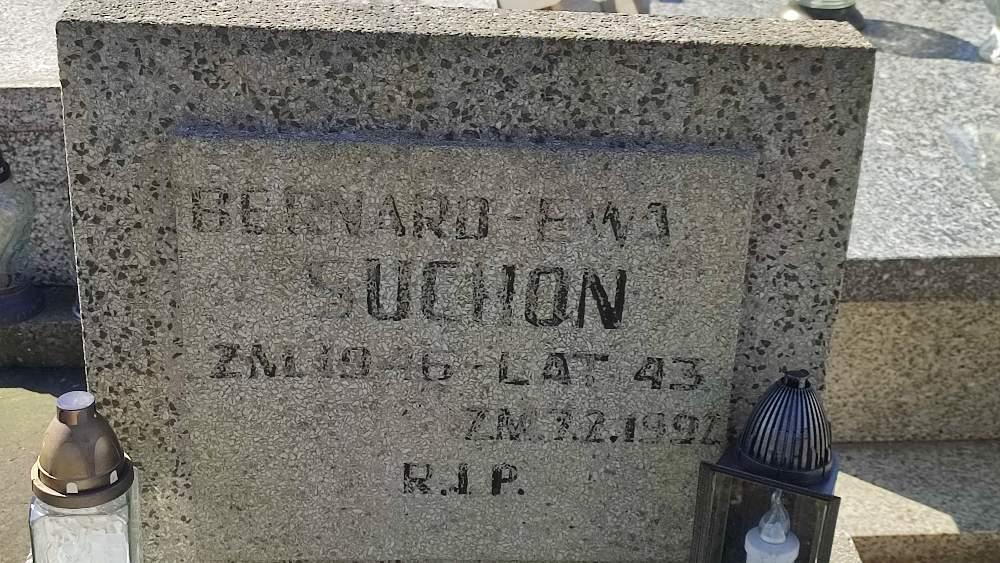 BERNARD-EWA
SUCHON
ZM.1946-LAT 43
ZM.7.2.1992
R.I.P.